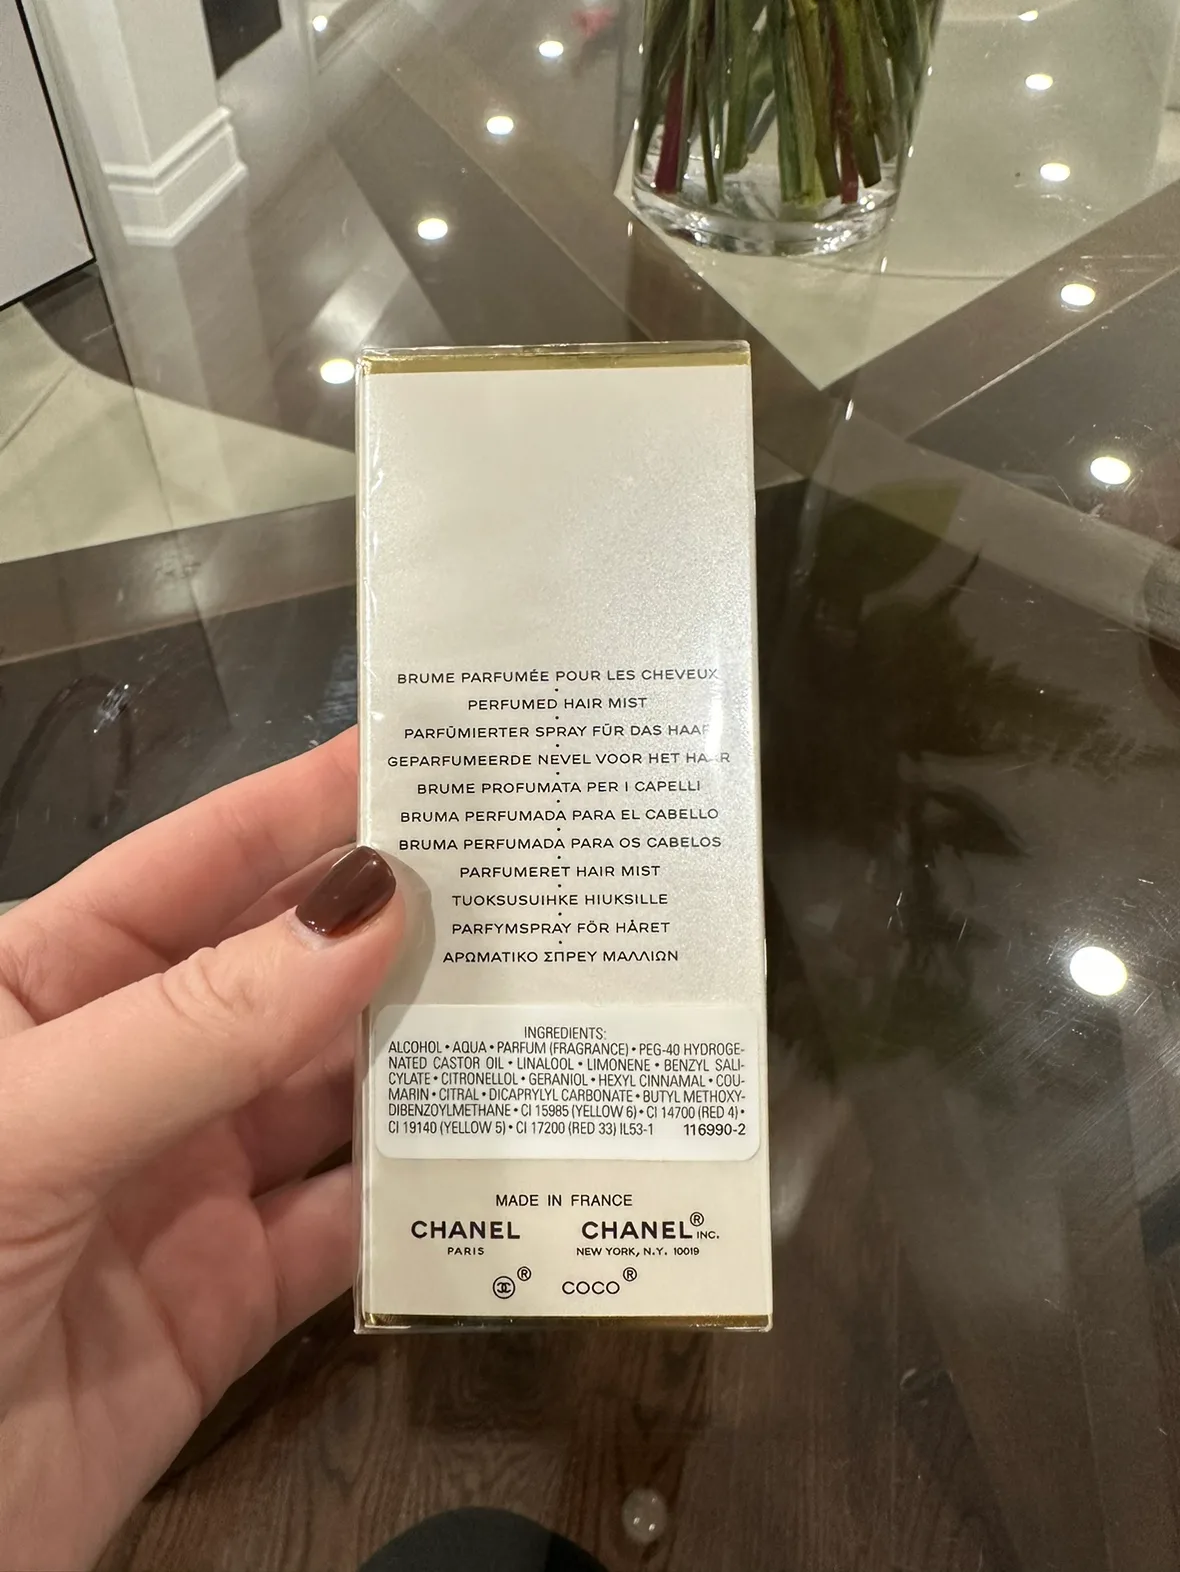 BRUME PARFUMÉE POUR LES CHEVEUX
•
PERFUMED HAIR MIST
•
PARFÜMIERTER SPRAY FÜR DAS HAAR
•
GEPARFUMEERDE NEVEL VOOR HET HAAR
•
BRUME PROFUMATA PER I CAPELLI
•
BRUMA PERFUMADA PARA EL CABELLO
•
BRUMA PERFUMADA PARA OS CABELOS
•
PARFUMERET HAIR MIST
•
TUOKSUSUIHKE HIUKSILLE
•
PARFYMSPRAY FÖR HÅRET
•
ΑΡΩΜΑΤΙΚΟ ΣΠΡΕΥ ΜΑΛΛΙΩΝ
INGREDIENTS:
ALCOHOL • AQUA • PARFUM (FRAGRANCE) • PEG-40 HYDROGE-
NATED CASTOR OIL • LINALOOL • LIMONENE • BENZYL SALI-
CYLATE • CITRONELLOL • GERANIOL • HEXYL CINNAMAL • COU-
MARIN • CITRAL • DICAPRYLYL CARBONATE • BUTYL METHOXY-
DIBENZOYLMETHANE • CI 15985 (YELLOW 6) • CI 14700 (RED 4) •
CI 19140 (YELLOW 5) • CI 17200 (RED 33) IL53-1 116990-2
MADE IN FRANCE
CHANEL CHANEL® INC.
PARIS NEW YORK, N.Y. 10019
® COCO®